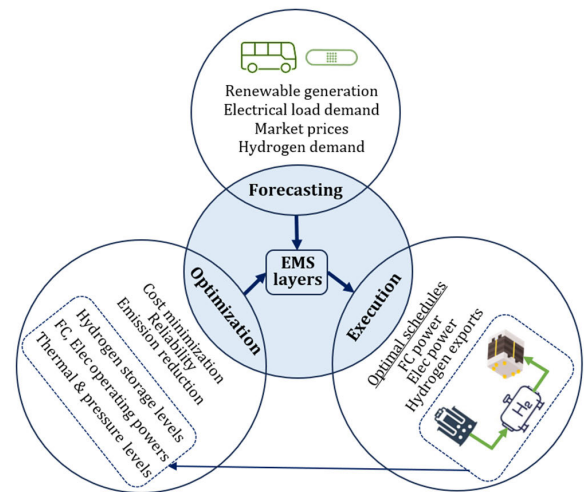 Renewable generation
Electrical load demand
Market prices
Hydrogen demand
Forecasting
EMS
layers
Optimization
Cost minimization
Reliability
Emission reduction
Hydrogen storage levels
FC, Elec operating powers
Thermal & pressure levels
Execution
Optimal schedules
FC power
Elec power
Hydrogen exports
H₂